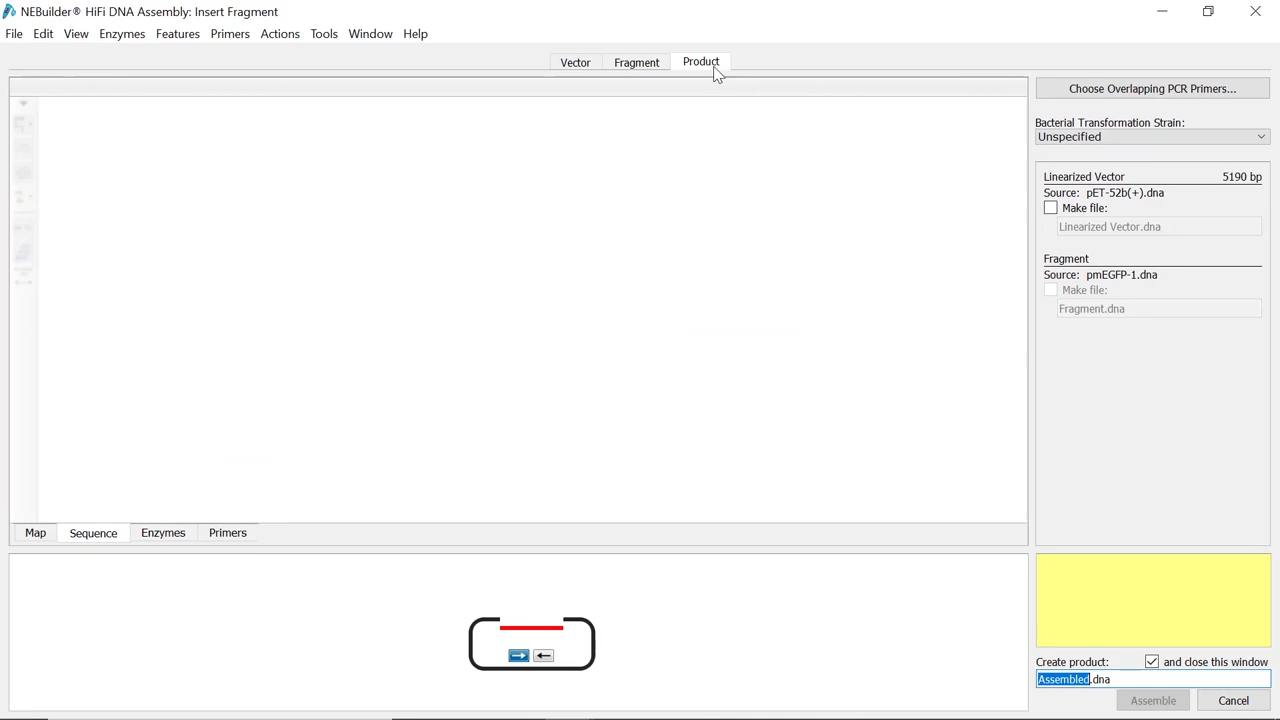 NEBuilder® HiFi DNA Assembly: Insert Fragment
File Edit View Enzymes Features Primers Actions Tools Window Help
Vector Fragment Product
Choose Overlapping PCR Primers...
Bacterial Transformation Strain:
Unspecified
Linearized Vector 5190 bp
Source: pET-52b(+).dna
Make file:
Linearized Vector.dna
Fragment
Source: pmEGFP-1.dna
Make file:
Fragment.dna
Map Sequence Enzymes Primers
Create product: and close this window
Assembled.dna
Assemble Cancel